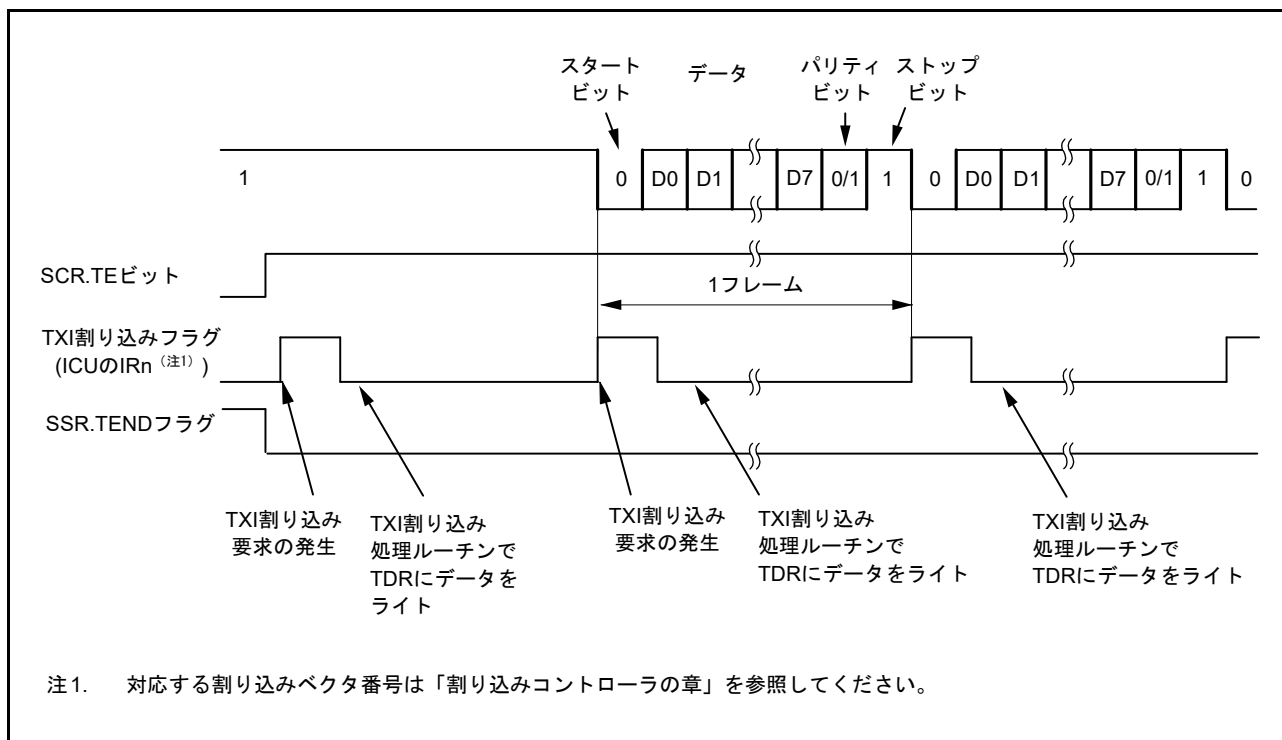 スタート
ビット
データ
パリティ
ビット
ストップ
ビット
1
0 D0 D1 D7 0/1 1 0 D0 D1 D7 0/1 1 0
SCR.TEビット
1フレーム
TXI割り込みフラグ
(ICUのIRn（注1）)
SSR.TENDフラグ
TXI割り込み
要求の発生
TXI割り込み
処理ルーチンで
TDRにデータを
ライト
TXI割り込み
要求の発生
TXI割り込み
処理ルーチンで
TDRにデータをライト
TXI割り込み
処理ルーチンで
TDRにデータをライト
注1. 対応する割り込みベクタ番号は「割り込みコントローラの章」を参照してください。